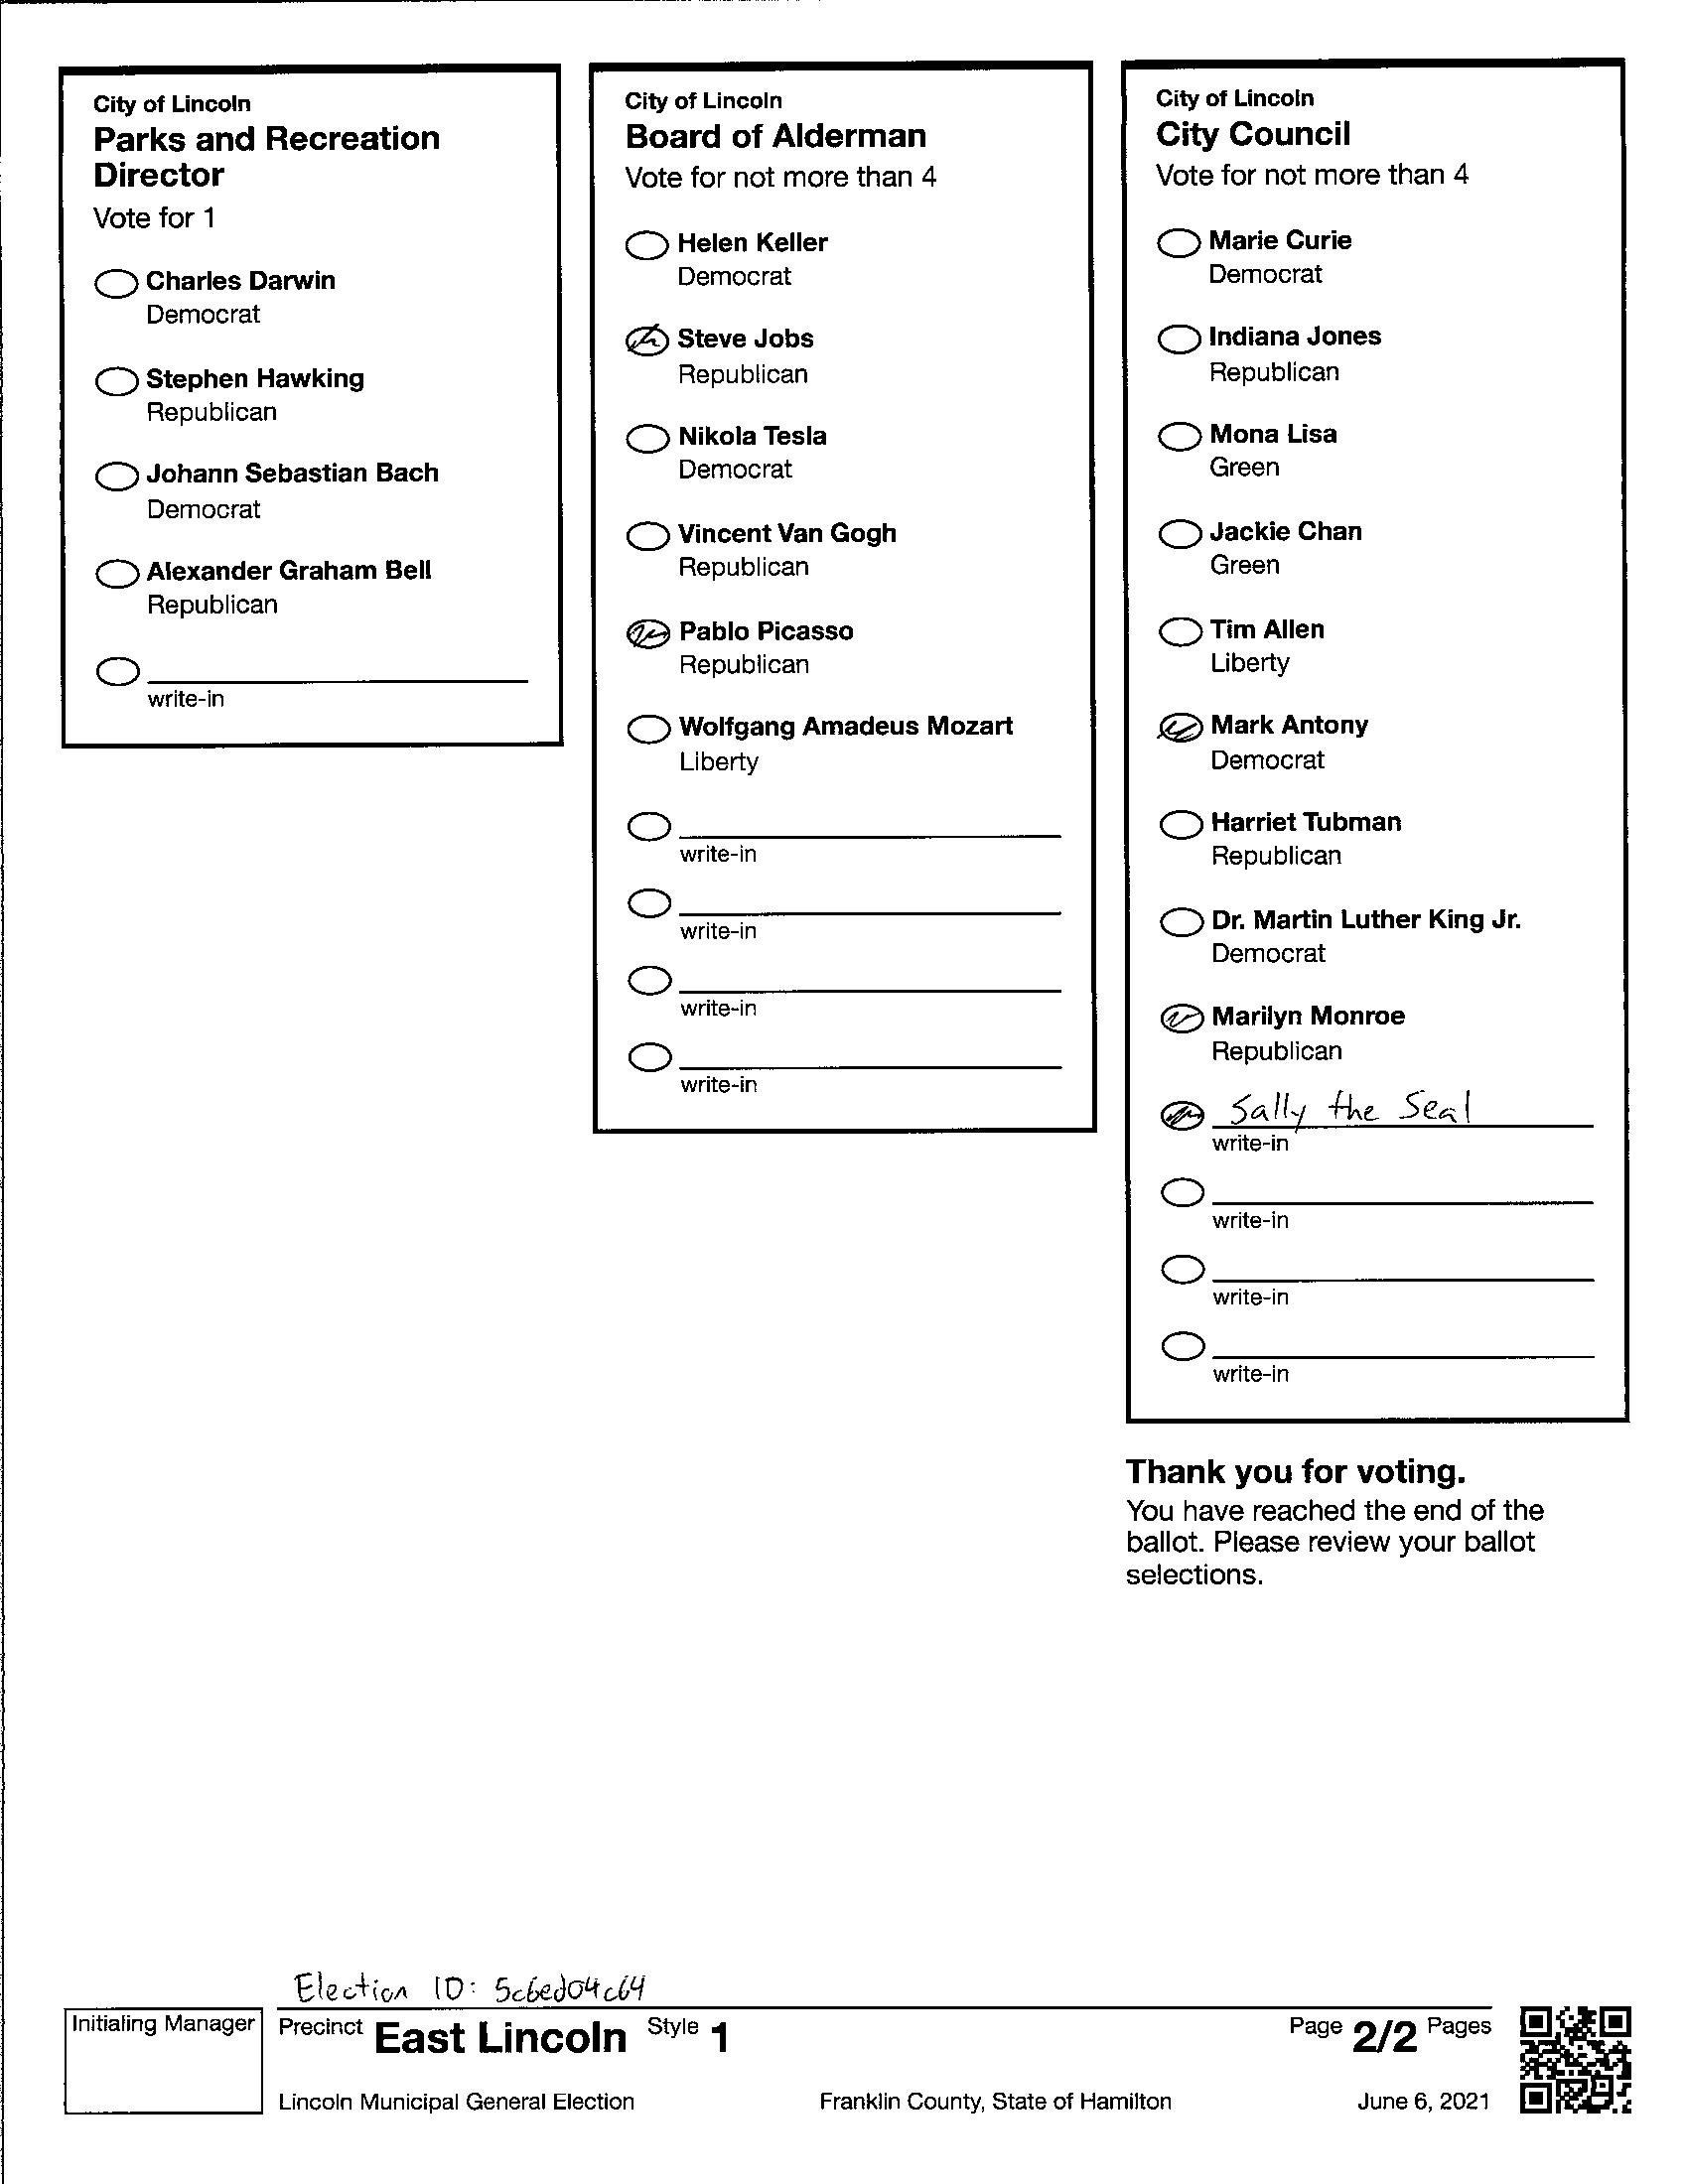 City of Lincoln
Parks and Recreation
Director
Vote for 1
Charles Darwin
Democrat
Stephen Hawking
Republican
Johann Sebastian Bach
Democrat
Alexander Graham Bell
Republican
write-in
City of Lincoln
Board of Alderman
Vote for not more than 4
Helen Keller
Democrat
Steve Jobs
Republican
Nikola Tesla
Democrat
Vincent Van Gogh
Republican
Pablo Picasso
Republican
Wolfgang Amadeus Mozart
Liberty
write-in
write-in
write-in
write-in
City of Lincoln
City Council
Vote for not more than 4
Marie Curie
Democrat
Indiana Jones
Republican
Mona Lisa
Green
Jackie Chan
Green
Tim Allen
Liberty
Mark Antony
Democrat
Harriet Tubman
Republican
Dr. Martin Luther King Jr.
Democrat
Marilyn Monroe
Republican
Sally the Seal
write-in
write-in
write-in
write-in
Thank you for voting.
You have reached the end of the
ballot. Please review your ballot
selections.
Election ID: 5c6ed04c64
Initialing Manager
Precinct East Lincoln Style 1
Page 2/2 Pages
Lincoln Municipal General Election
Franklin County, State of Hamilton
June 6, 2021